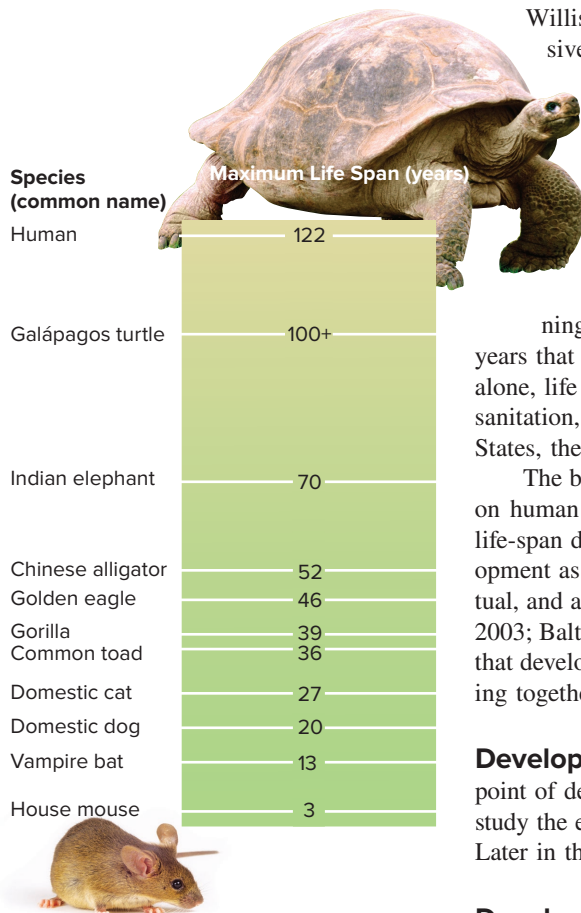 Willis
sive
Maximum Life Span (years)
Species
(common name)
Human 122
Galápagos turtle 100+
Indian elephant 70
Chinese alligator 52
Golden eagle 46
Gorilla 39
Common toad 36
Domestic cat 27
Domestic dog 20
Vampire bat 13
House mouse 3
ning
years that
alone, life
sanitation,
States, the
The b
on human
life-span d
opment as
tual, and a
2003; Balt
that develo
ing togethe
Develop
point of de
study the e
Later in th